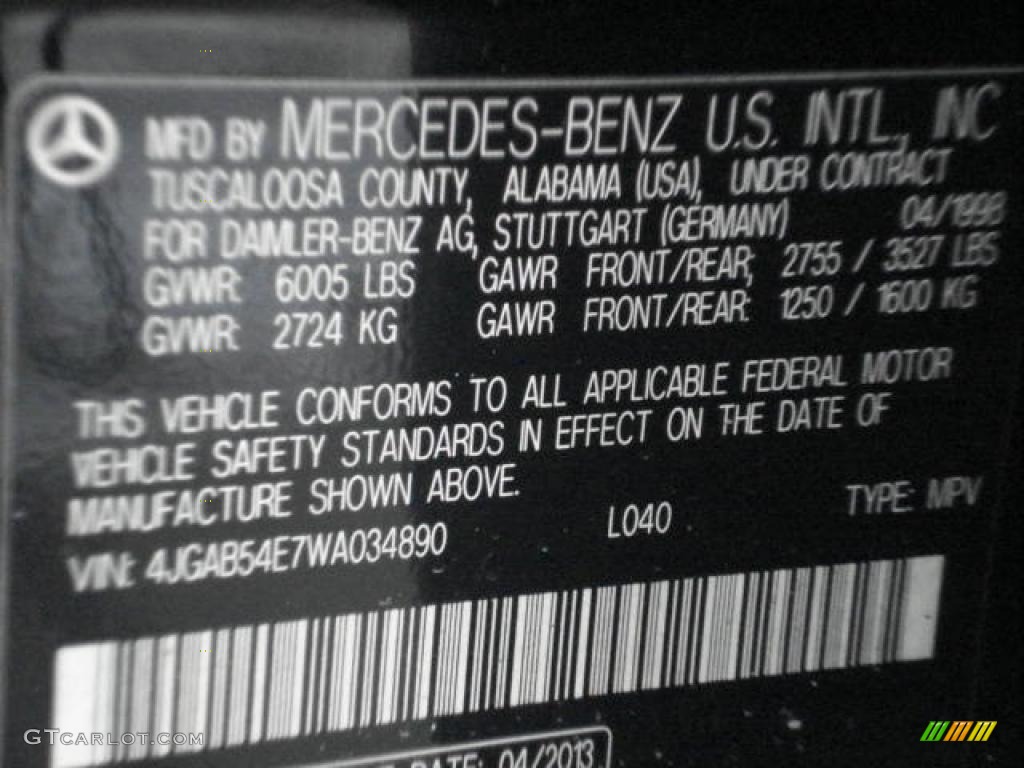 MFD BY MERCEDES-BENZ U.S. INTL., INC
TUSCALOOSA COUNTY, ALABAMA (USA), UNDER CONTRACT
FOR DAIMLER-BENZ AG, STUTTGART (GERMANY) 04/1998
GVWR: 6005 LBS GAWR FRONT/REAR, 2755 / 3527 LBS
GVWR: 2724 KG GAWR FRONT/REAR: 1250 / 1600 KG
THIS VEHICLE CONFORMS TO ALL APPLICABLE FEDERAL MOTOR
VEHICLE SAFETY STANDARDS IN EFFECT ON THE DATE OF
MANUFACTURE SHOWN ABOVE.
VIN: 4JGAB54E7WA034890 L040 TYPE: MPV
DATE: 04/2013
GTCARLOT.COM